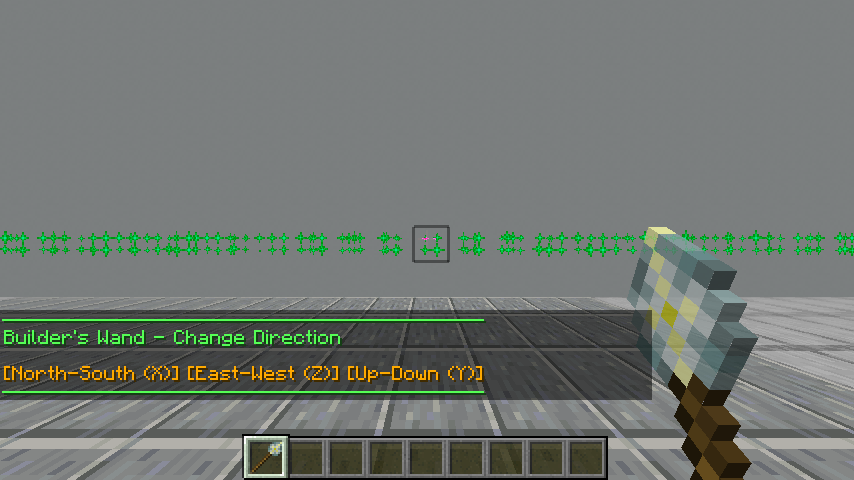 Builder's Wand - Change Direction
[North-South (X)] [East-West (Z)] [Up-Down (Y)]